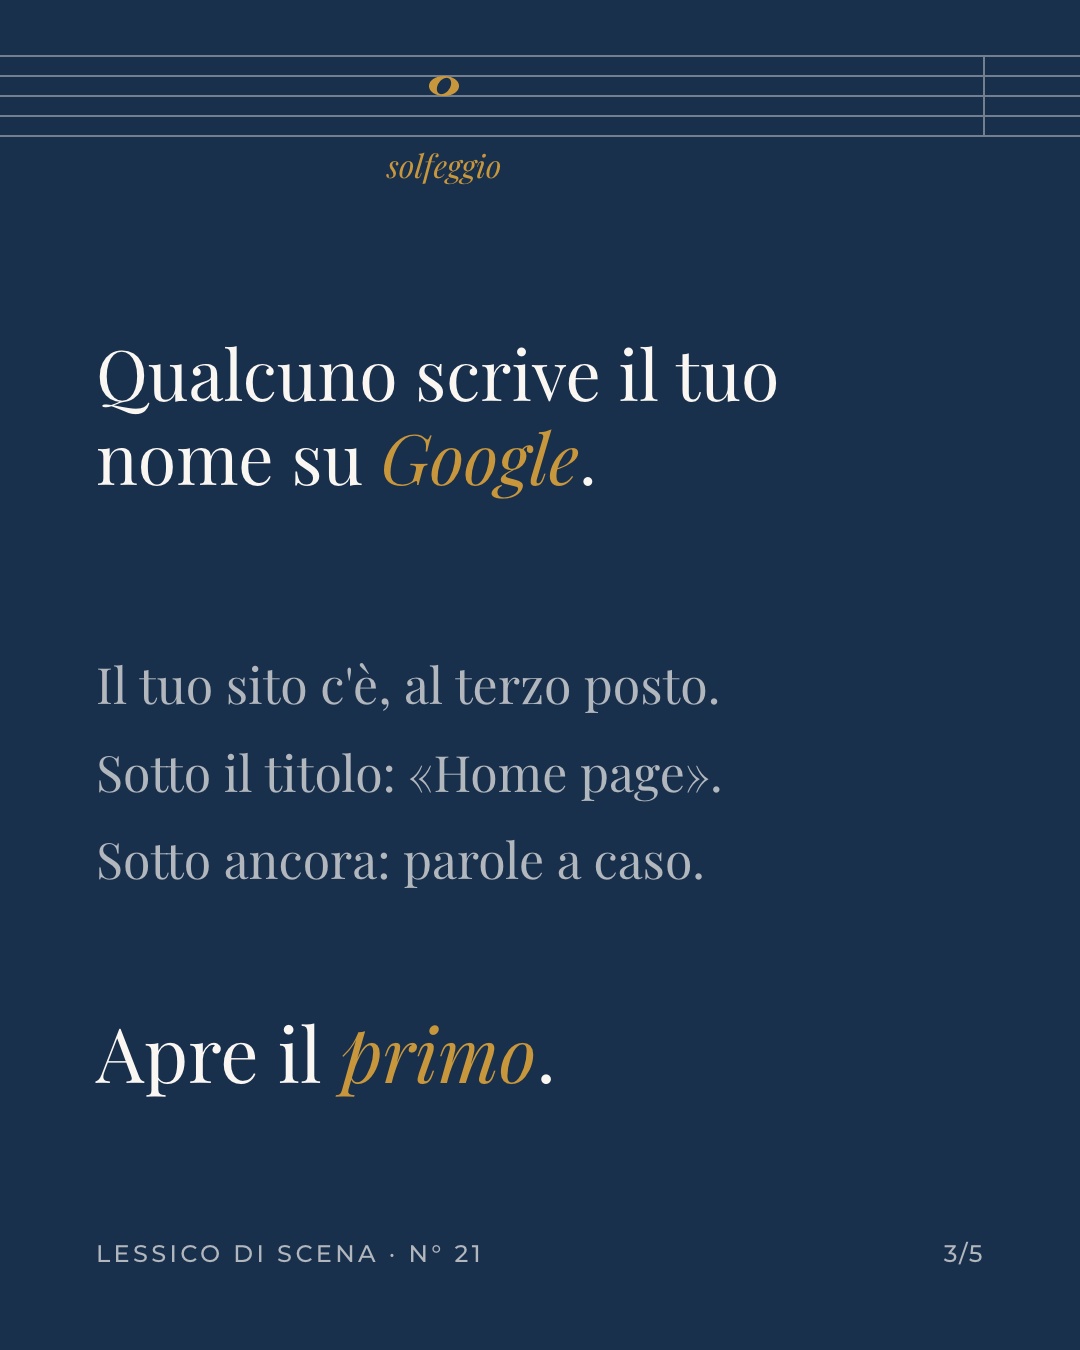 solfeggio
Qualcuno scrive il tuo
nome su Google.
Il tuo sito c'è, al terzo posto.
Sotto il titolo: «Home page».
Sotto ancora: parole a caso.
Apre il primo.
LESSICO DI SCENA · N° 21
3/5